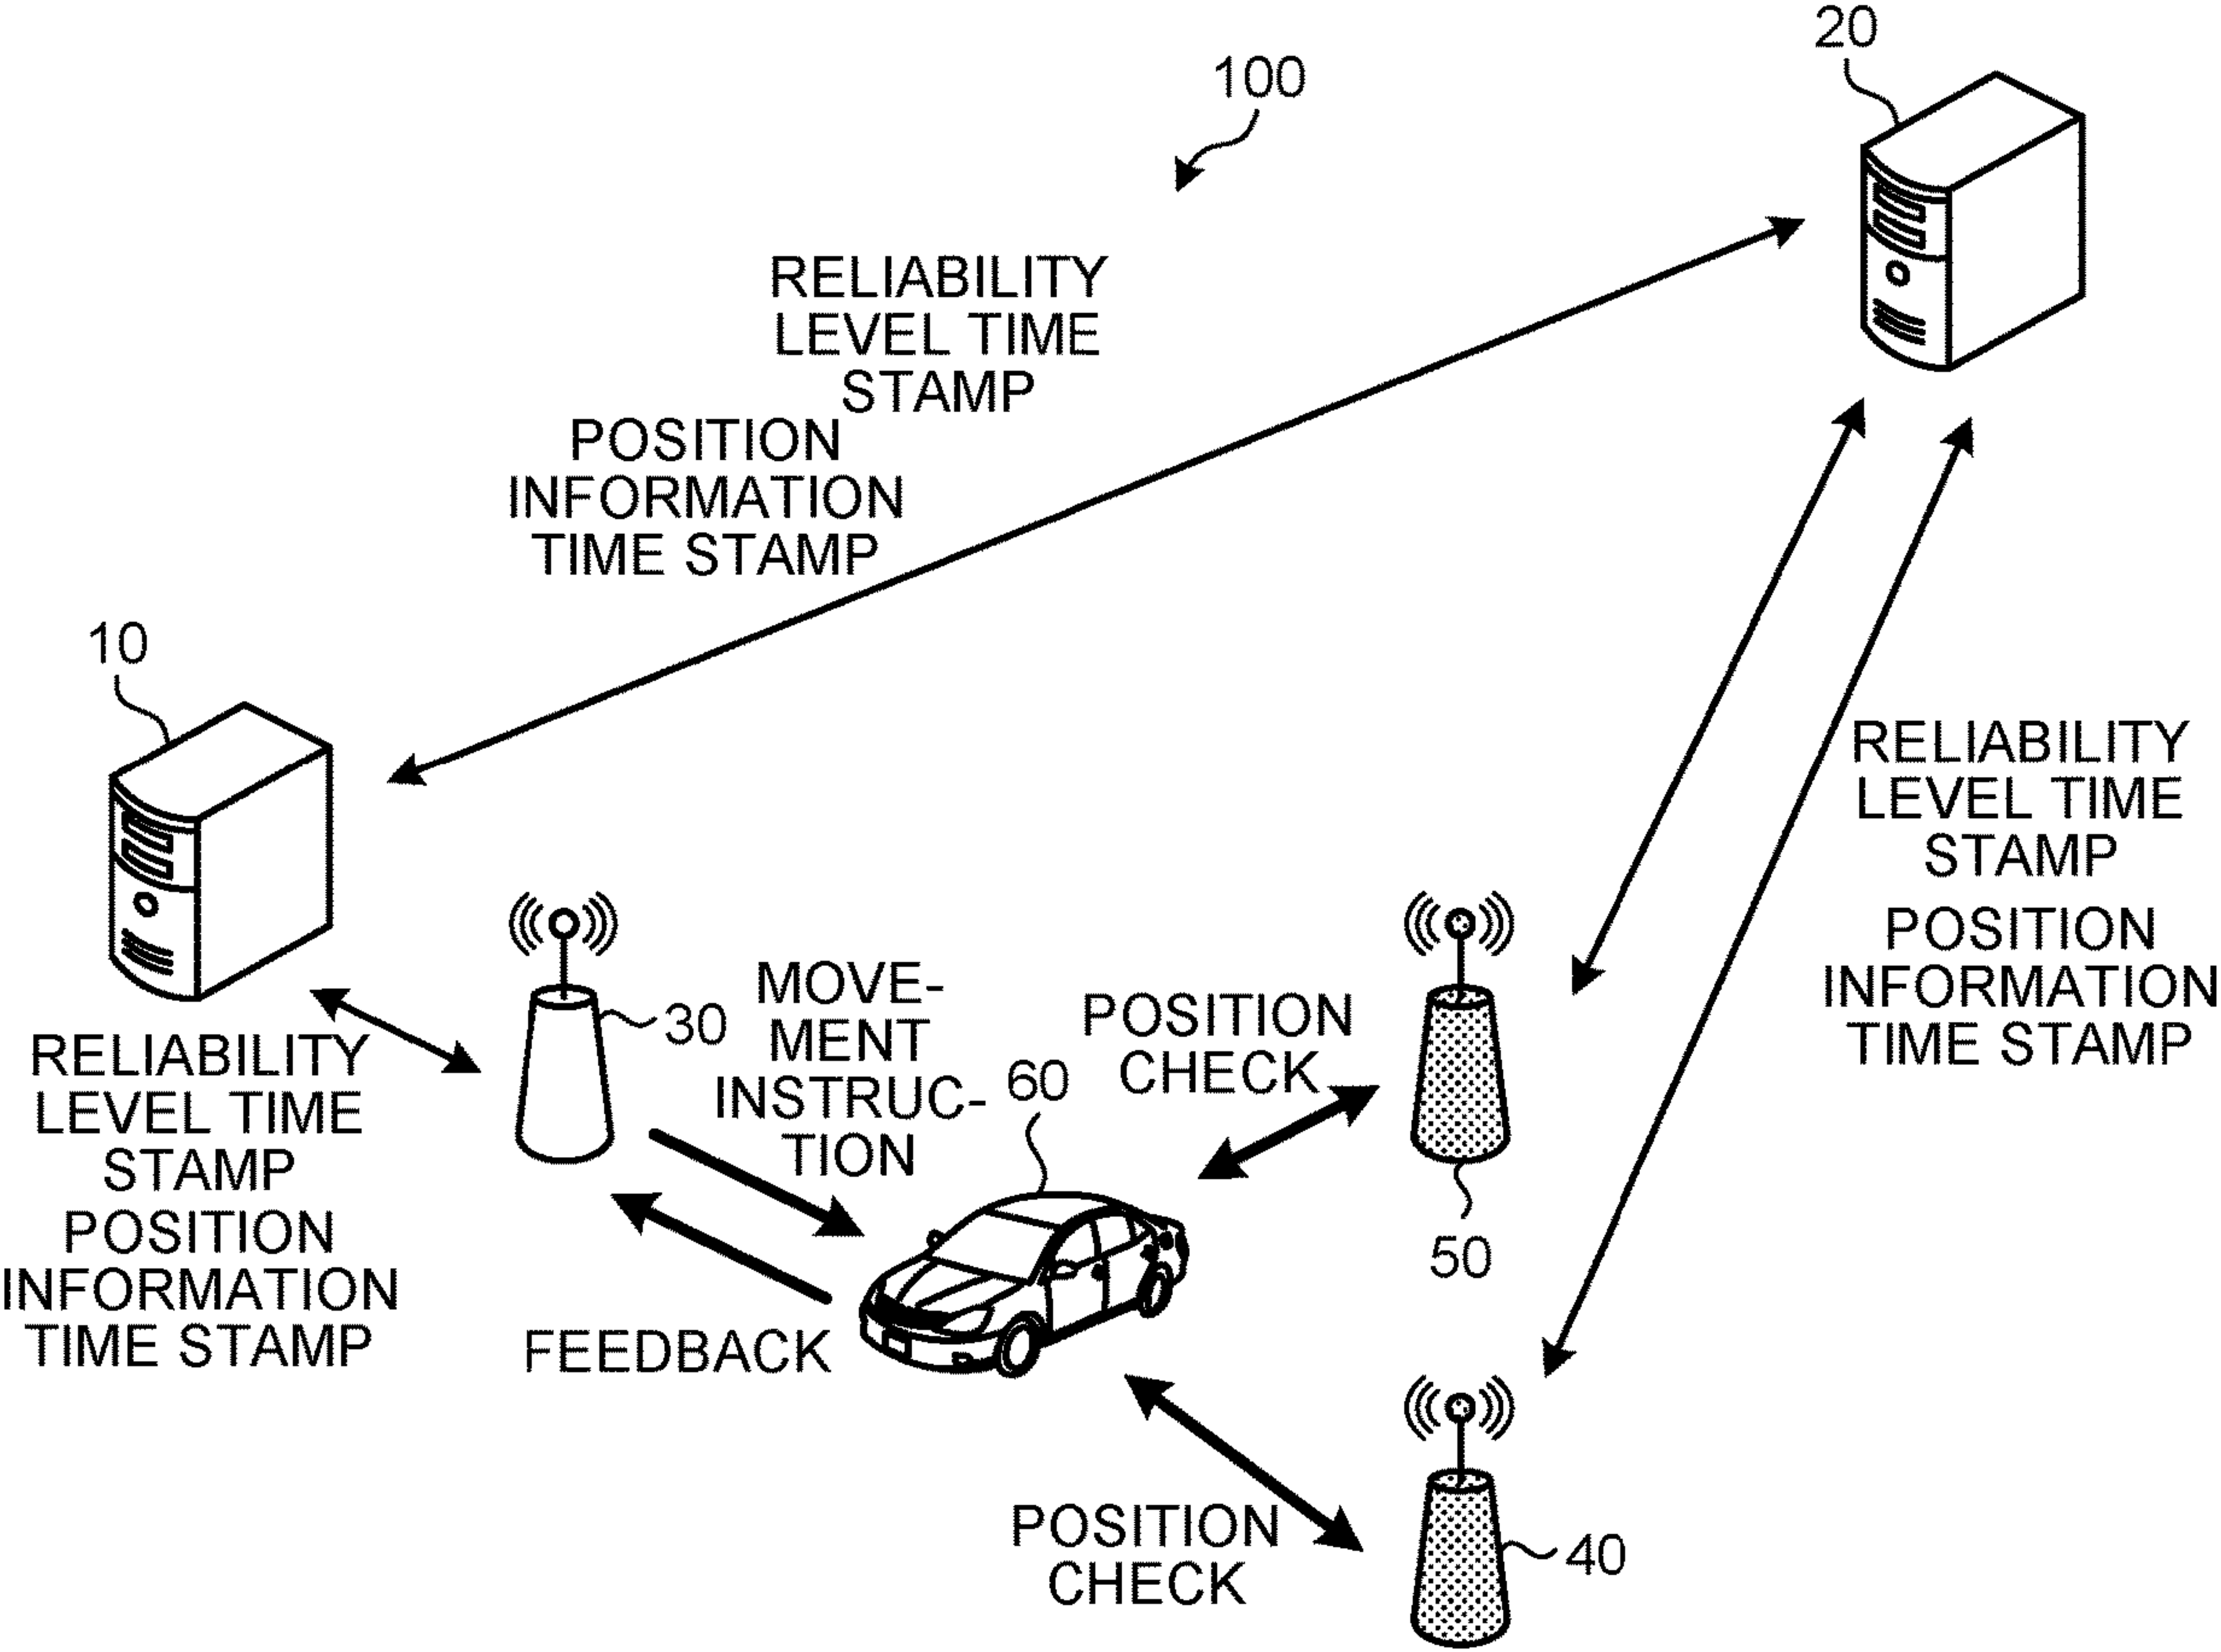 20
100
RELIABILITY
LEVEL TIME
STAMP
POSITION
INFORMATION
TIME STAMP
10
RELIABILITY
LEVEL TIME
STAMP
POSITION
INFORMATION
TIME STAMP
30
MOVE-
MENT
INSTRUC-
TION
60
POSITION
CHECK
50
RELIABILITY
LEVEL TIME
STAMP
POSITION
INFORMATION
TIME STAMP
FEEDBACK
POSITION
CHECK
40